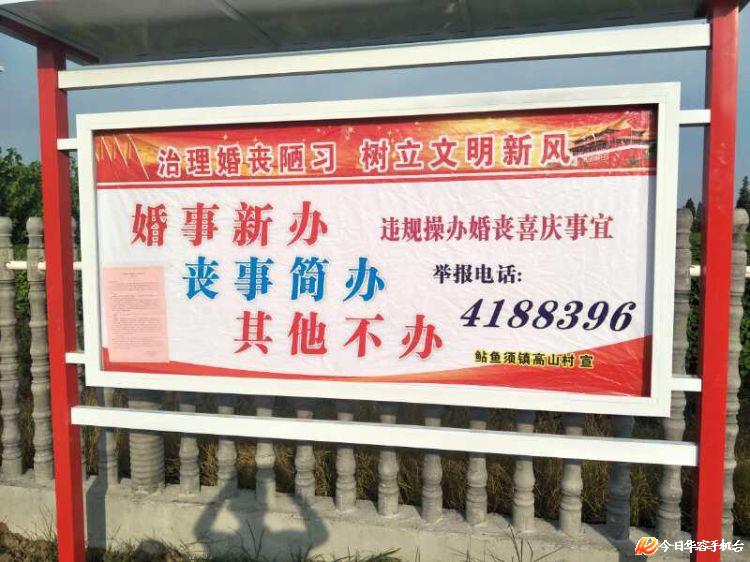 治理婚丧陋习 树立文明新风
婚事新办
丧事简办
其他不办
违规操办婚丧喜庆事宜
举报电话:
4188396
鲇鱼须镇高山村 宣
今日华容手机台